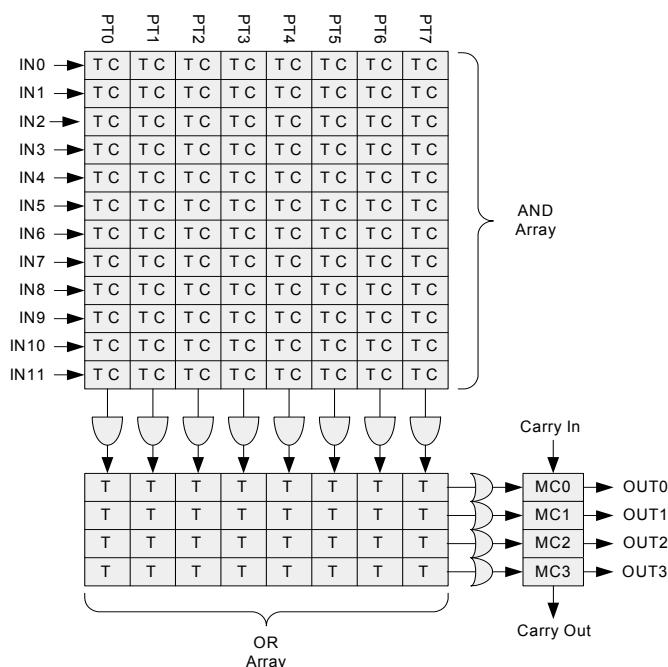 PT0 PT1 PT2 PT3 PT4 PT5 PT6 PT7
IN0 T C T C T C T C T C T C T C T C
IN1 T C T C T C T C T C T C T C T C
IN2 T C T C T C T C T C T C T C T C
IN3 T C T C T C T C T C T C T C T C
IN4 T C T C T C T C T C T C T C T C
IN5 T C T C T C T C T C T C T C T C
AND
Array
IN6 T C T C T C T C T C T C T C T C
IN7 T C T C T C T C T C T C T C T C
IN8 T C T C T C T C T C T C T C T C
IN9 T C T C T C T C T C T C T C T C
IN10 T C T C T C T C T C T C T C T C
IN11 T C T C T C T C T C T C T C T C
Carry In
T T T T T T T T MC0 OUT0
T T T T T T T T MC1 OUT1
T T T T T T T T MC2 OUT2
T T T T T T T T MC3 OUT3
Carry Out
OR
Array